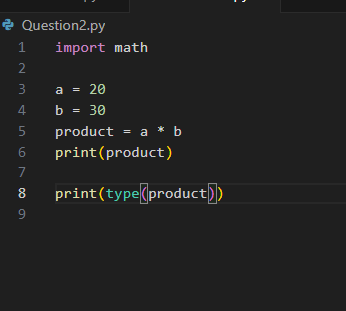 Question2.py
1 import math
2
3 a = 20
4 b = 30
5 product = a * b
6 print(product)
7
8 print(type(product))
9